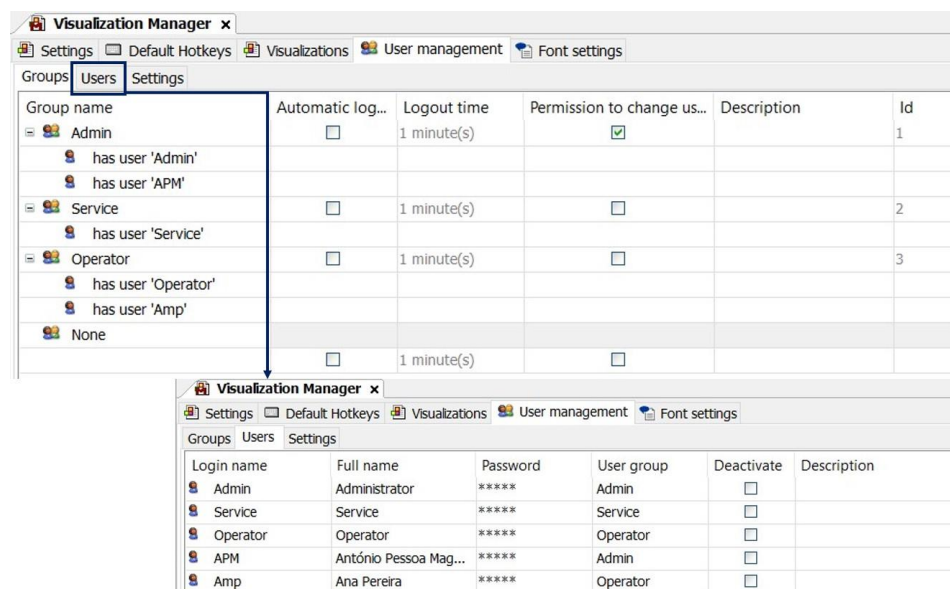 Visualization Manager x
Settings Default Hotkeys Visualizations User management Font settings
Groups Users Settings
Group name Automatic log... Logout time Permission to change us... Description Id
Admin 1 minute(s) 1
has user 'Admin'
has user 'APM'
Service 1 minute(s) 2
has user 'Service'
Operator 1 minute(s) 3
has user 'Operator'
has user 'Amp'
None
1 minute(s)
Visualization Manager x
Settings Default Hotkeys Visualizations User management Font settings
Groups Users Settings
Login name Full name Password User group Deactivate Description
Admin Administrator ***** Admin
Service Service ***** Service
Operator Operator ***** Operator
APM António Pessoa Mag... ***** Admin
Amp Ana Pereira ***** Operator